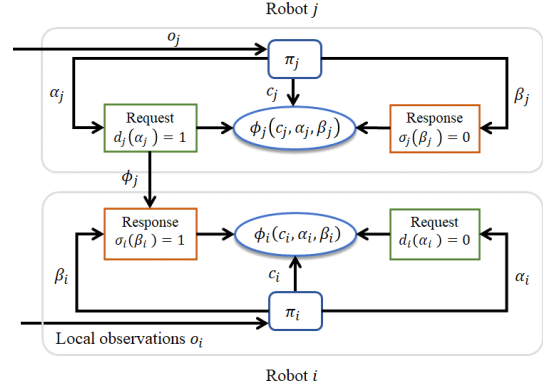 Robot j
o_j
π_j
α_j
c_j
β_j
Request
d_j(α_j) = 1
ϕ_j(c_j, α_j, β_j)
Response
σ_j(β_j) = 0
ϕ_j
Response
σ_i(β_i) = 1
ϕ_i(c_i, α_i, β_i)
Request
d_i(α_i) = 0
β_i
c_i
α_i
π_i
Local observations o_i
Robot i